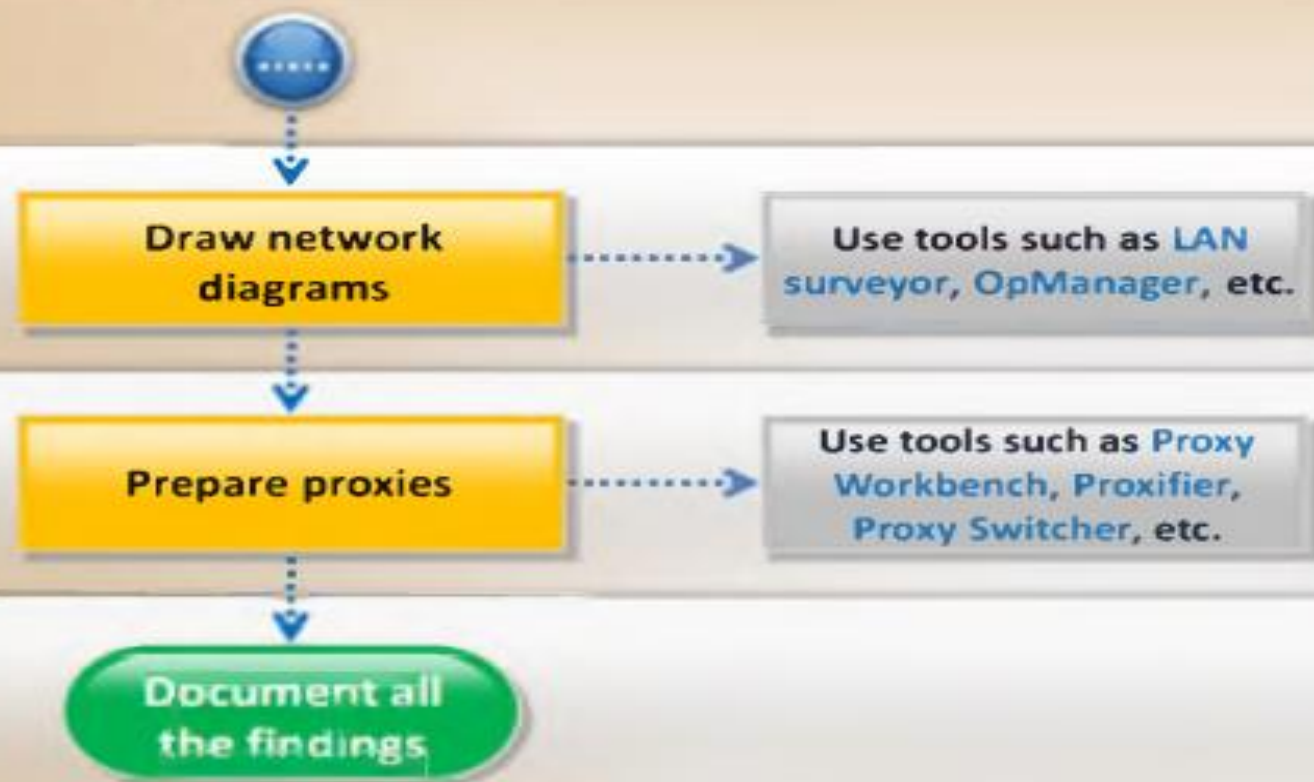 .....
Draw network
diagrams
Use tools such as LAN
surveyor, OpManager, etc.
Prepare proxies
Use tools such as Proxy
Workbench, Proxifier,
Proxy Switcher, etc.
Document all
the findings